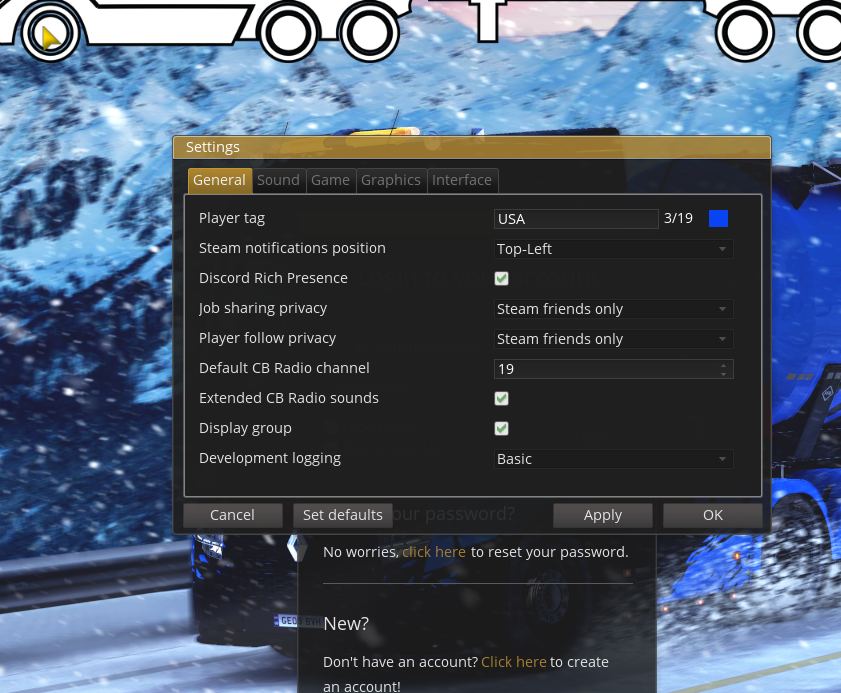 Settings
General Sound Game Graphics Interface
Player tag USA 3/19
Steam notifications position Top-Left
Discord Rich Presence
Job sharing privacy Steam friends only
Player follow privacy Steam friends only
Default CB Radio channel 19
Extended CB Radio sounds
Display group
Development logging Basic
Cancel Set defaults Apply OK
your password?
No worries, click here to reset your password.
New?
Don't have an account? Click here to create
an account!